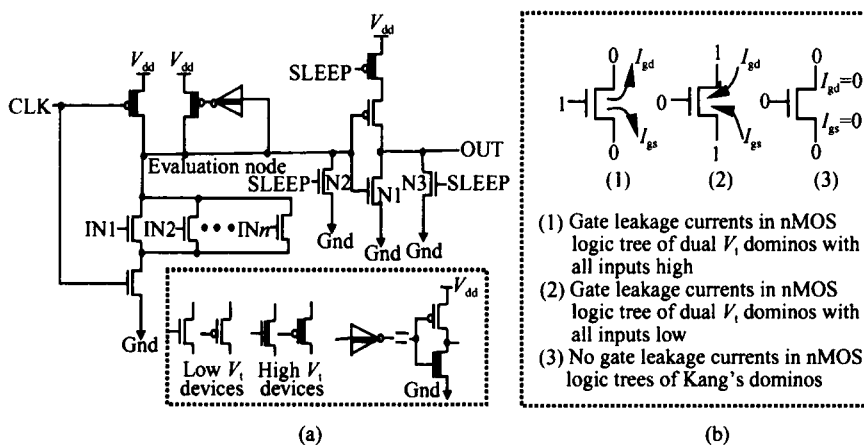 V_dd
V_dd V_dd
SLEEP
CLK
Evaluation node
OUT
SLEEP N2 N1 N3 SLEEP
IN1 IN2 ••• INn
Gnd Gnd Gnd
Gnd
V_dd
Low V_t devices
High V_t devices
=
Gnd
(a)
0 1 0
1 I_gd 0 I_gd 0 I_gd=0
I_gs I_gs I_gs=0
0 1 0
(1) (2) (3)
(1) Gate leakage currents in nMOS
logic tree of dual V_t dominos with
all inputs high
(2) Gate leakage currents in nMOS
logic tree of dual V_t dominos with
all inputs low
(3) No gate leakage currents in nMOS
logic trees of Kang's dominos
(b)